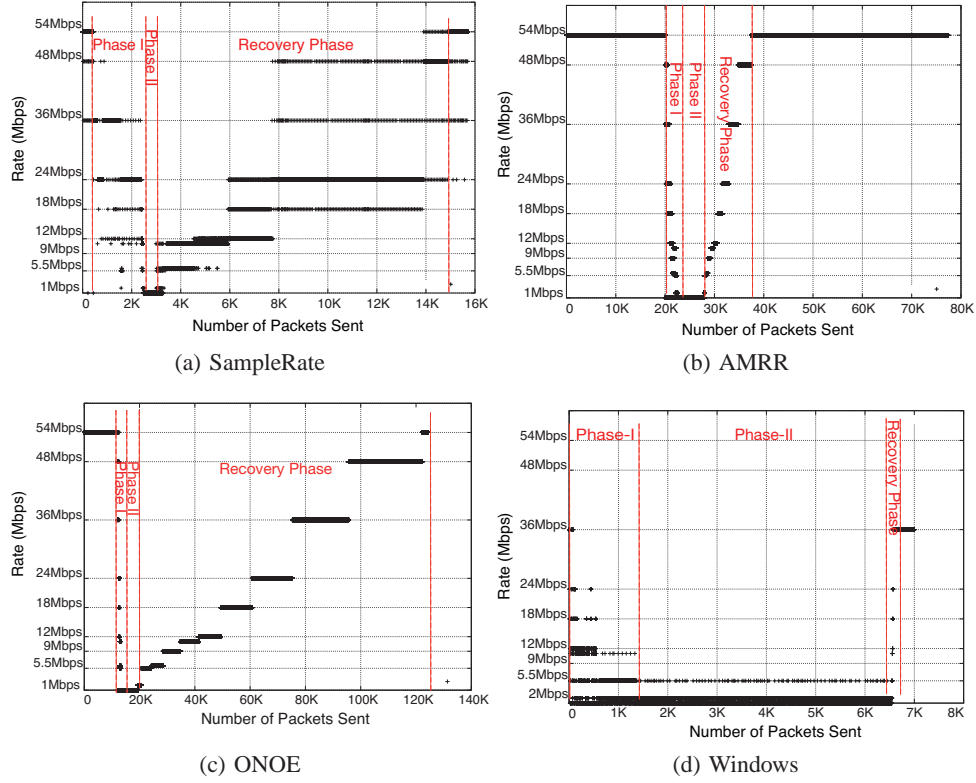 54Mbps
48Mbps
36Mbps
24Mbps
18Mbps
12Mbps
9Mbps
5.5Mbps
1Mbps
Rate (Mbps)
Phase I
Phase II
Recovery Phase
0 2K 4K 6K 8K 10K 12K 14K 16K
Number of Packets Sent
(a) SampleRate
54Mbps
48Mbps
36Mbps
24Mbps
18Mbps
12Mbps
9Mbps
5.5Mbps
1Mbps
Rate (Mbps)
Phase I
Phase II
Recovery Phase
0 10K 20K 30K 40K 50K 60K 70K 80K
Number of Packets Sent
(b) AMRR
54Mbps
48Mbps
36Mbps
24Mbps
18Mbps
12Mbps
9Mbps
5.5Mbps
1Mbps
Rate (Mbps)
Phase I
Phase II
Recovery Phase
0 20K 40K 60K 80K 100K 120K 140K
Number of Packets Sent
(c) ONOE
54Mbps
48Mbps
36Mbps
24Mbps
18Mbps
12Mbps
9Mbps
5.5Mbps
2Mbps
Rate (Mbps)
Phase-I
Phase-II
Recovery Phase
0 1K 2K 3K 4K 5K 6K 7K 8K
Number of Packets Sent
(d) Windows